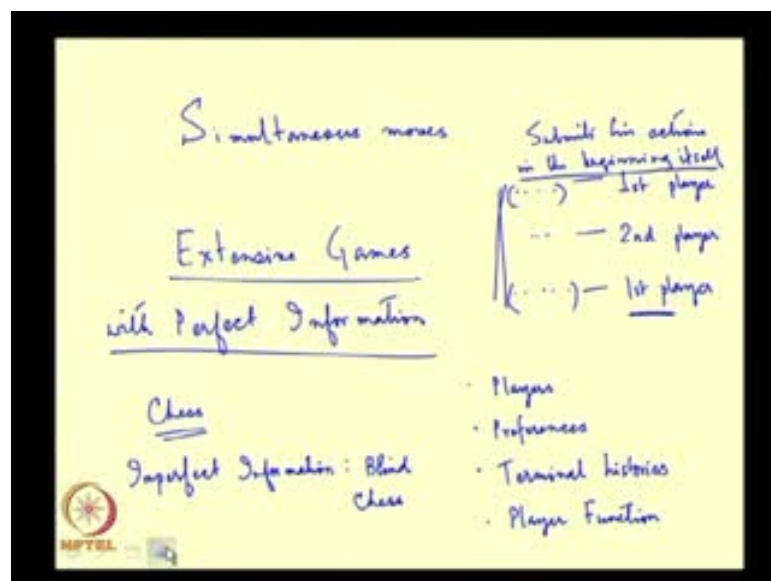 Simultaneous moves
Submits his actions
in the beginning itself
(....) — 1st player
.. — 2nd player
(.....) — 1st player
Extensive Games
with Perfect Information
Chess
Imperfect Information : Blind
Chess
· Players
· Preferences
· Terminal histories
· Player Function
NPTEL